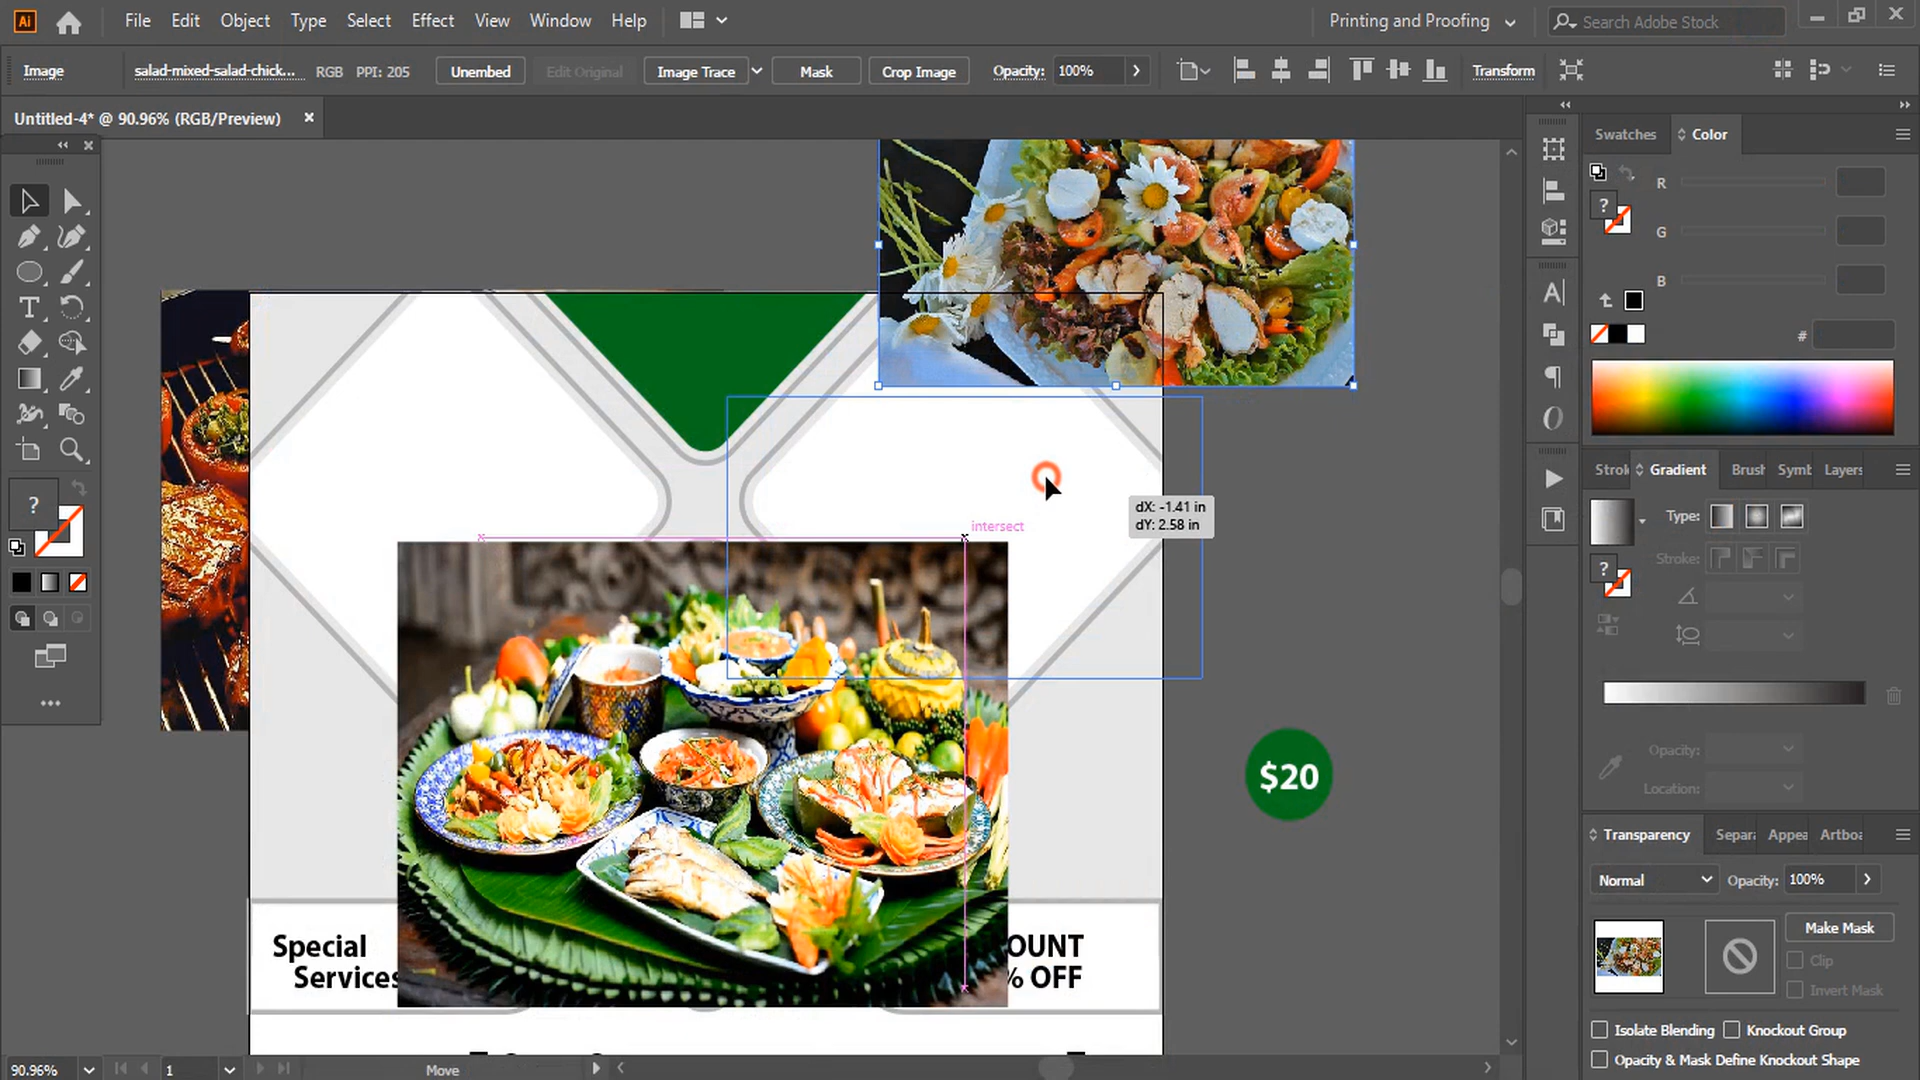 Ai File Edit Object Type Select Effect View Window Help Printing and Proofing Search Adobe Stock
Image salad-mixed-salad-chick... RGB PPI: 205 Unembed Edit Original Image Trace Mask Crop Image Opacity: 100% Transform
Untitled-4* @ 90.96% (RGB/Preview)
Swatches Color
R
G
B
#
Strok Gradient Brush Symb Layers
Type:
Stroke:
Opacity:
Location:
intersect
dX: -1.41 in
dY: 2.58 in
$20
Special
Services
OUNT
% OFF
Transparency Separa Appea Artboa
Normal Opacity: 100%
Make Mask
Clip
Invert Mask
Isolate Blending Knockout Group
Opacity & Mask Define Knockout Shape
90.96% 1 Move